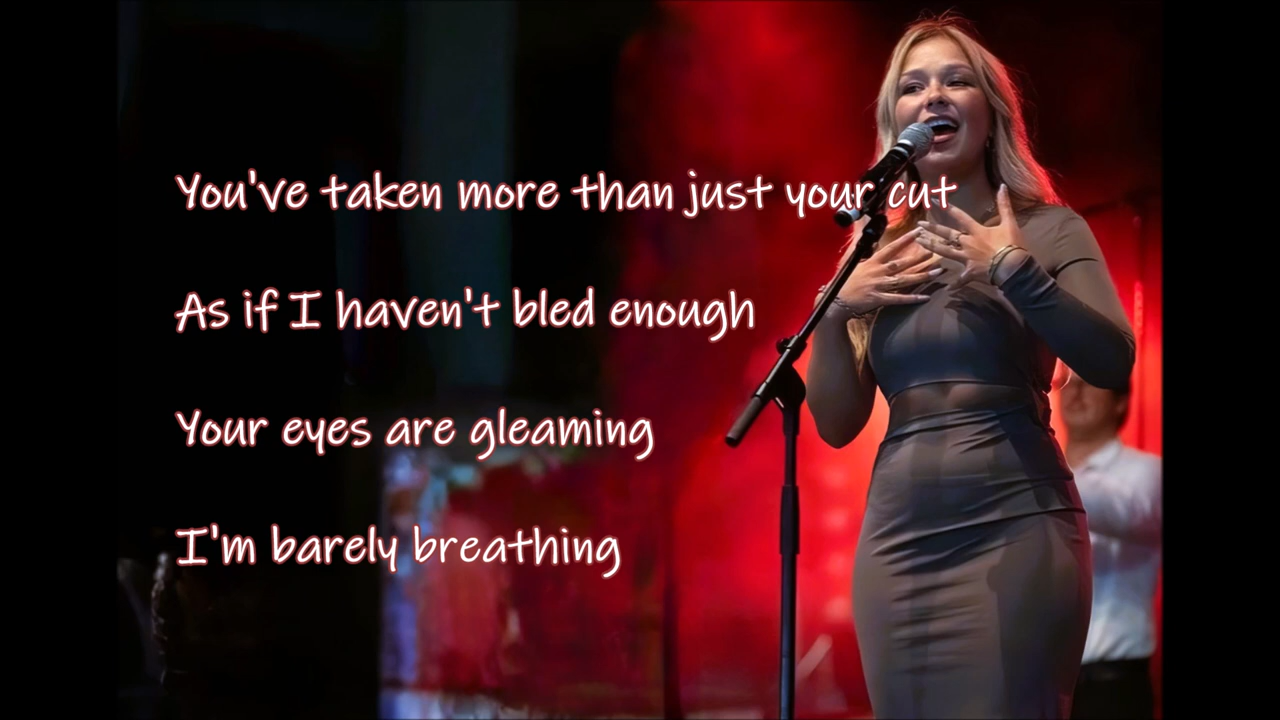 You've taken more than just your cut
As if I haven't bled enough
Your eyes are gleaming
I'm barely breathing